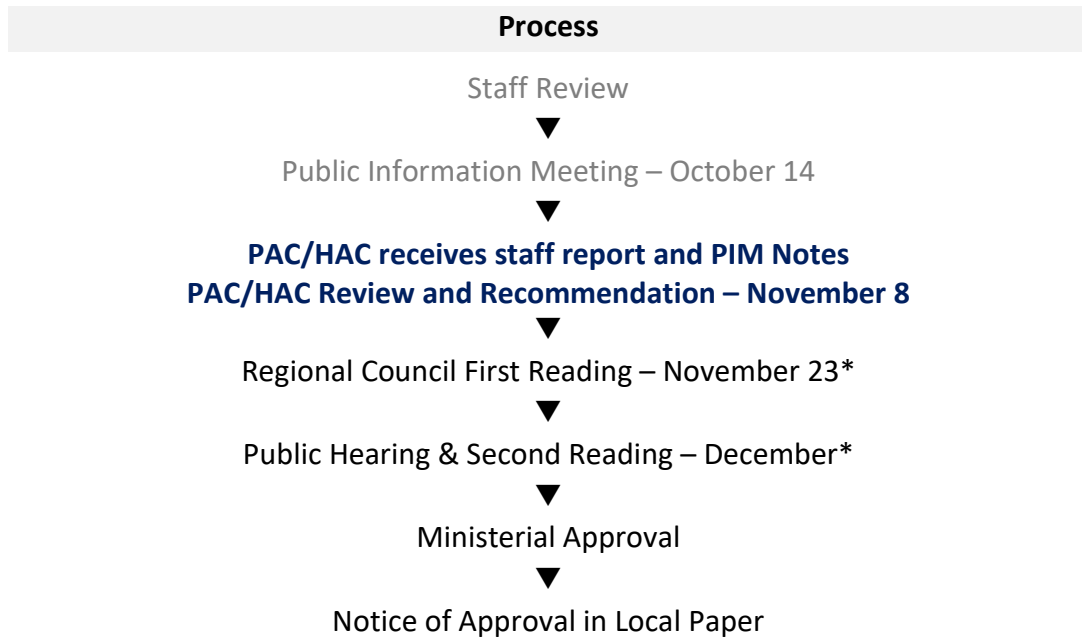 Process
Staff Review
Public Information Meeting – October 14
PAC/HAC receives staff report and PIM Notes
PAC/HAC Review and Recommendation – November 8
Regional Council First Reading – November 23*
Public Hearing & Second Reading – December*
Ministerial Approval
Notice of Approval in Local Paper